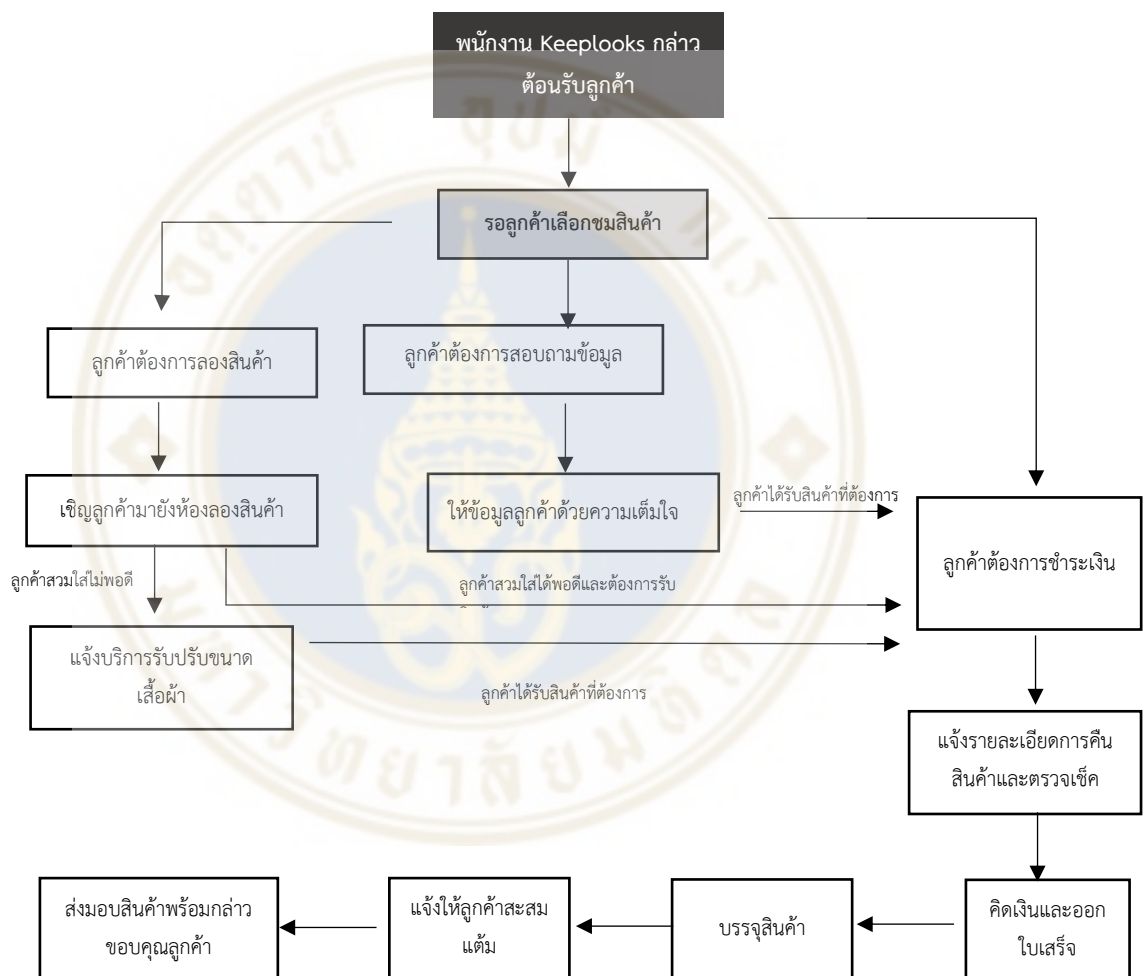 พนักงาน Keeplooks กล่าว
ต้อนรับลูกค้า
รอลูกค้าเลือกชมสินค้า
ลูกค้าต้องการลองสินค้า
ลูกค้าต้องการสอบถามข้อมูล
เชิญลูกค้ามายังห้องลองสินค้า
ให้ข้อมูลลูกค้าด้วยความเต็มใจ
ลูกค้าได้รับสินค้าที่ต้องการ
ลูกค้าต้องการชำระเงิน
ลูกค้าสวมใส่ไม่พอดี
ลูกค้าสวมใส่ได้พอดีและต้องการรับ
แจ้งบริการรับปรับขนาด
เสื้อผ้า
ลูกค้าได้รับสินค้าที่ต้องการ
แจ้งรายละเอียดการคืน
สินค้าและตรวจเช็ค
ส่งมอบสินค้าพร้อมกล่าว
ขอบคุณลูกค้า
แจ้งให้ลูกค้าสะสม
แต้ม
บรรจุสินค้า
คิดเงินและออก
ใบเสร็จ
มหาวิทยาลัยมหิดล